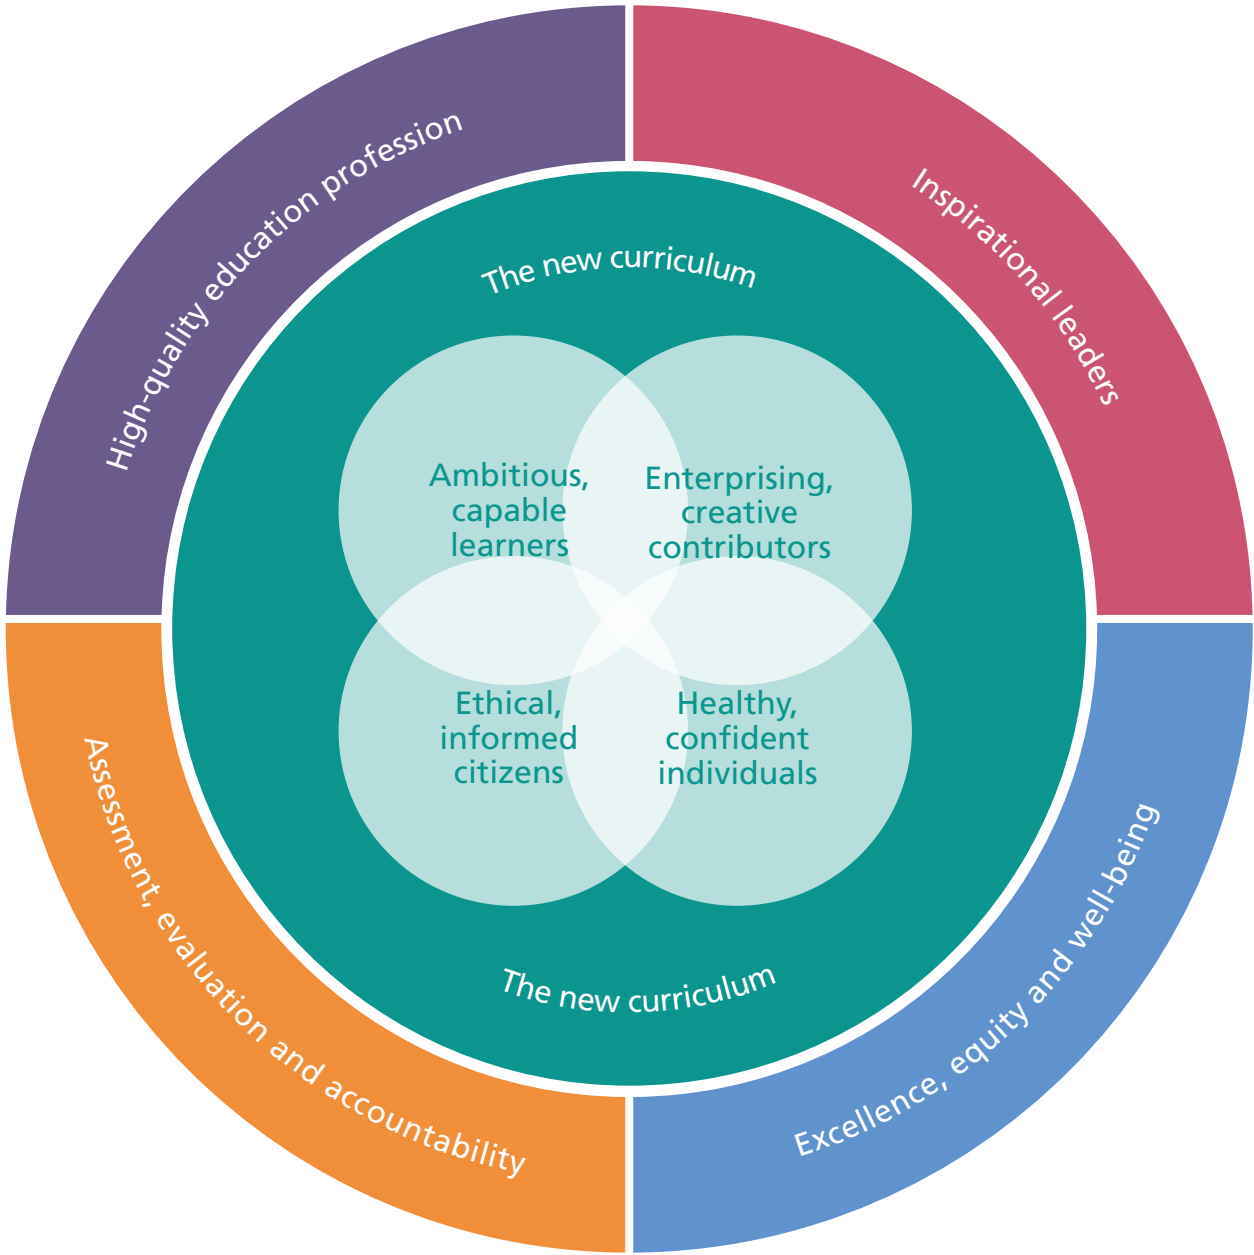 High-quality education profession
Inspirational leaders
The new curriculum
Ambitious,
capable
learners
Enterprising,
creative
contributors
Ethical,
informed
citizens
Healthy,
confident
individuals
The new curriculum
Assessment, evaluation and accountability
Excellence, equity and well-being